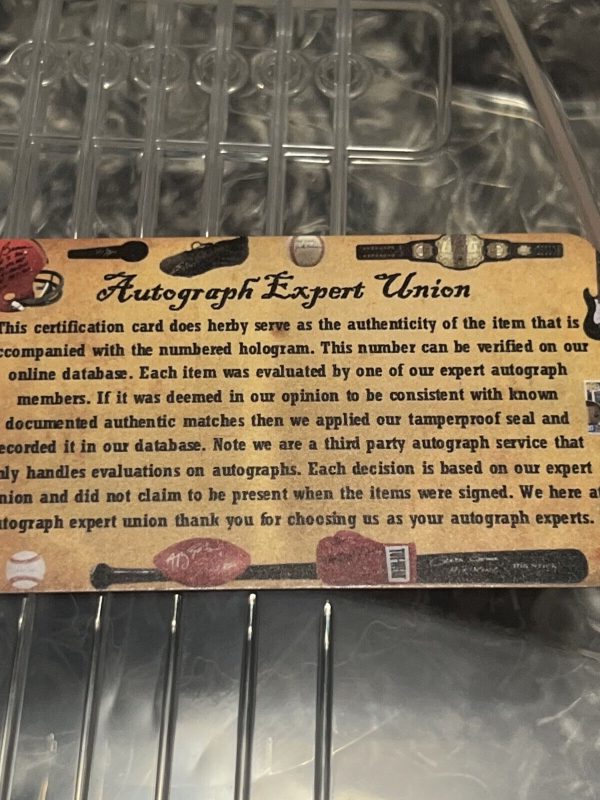 Autograph Expert Union
This certification card does herby serve as the authenticity of the item that is
ccompanied with the numbered hologram. This number can be verified on our
online database. Each item was evaluated by one of our expert autograph
members. If it was deemed in our opinion to be consistent with known
documented authentic matches then we applied our tamperproof seal and
ecorded it in our database. Note we are a third party autograph service that
nly handles evaluations on autographs. Each decision is based on our expert
nion and did not claim to be present when the items were signed. We here at
utograph expert union thank you for choosing us as your autograph experts.